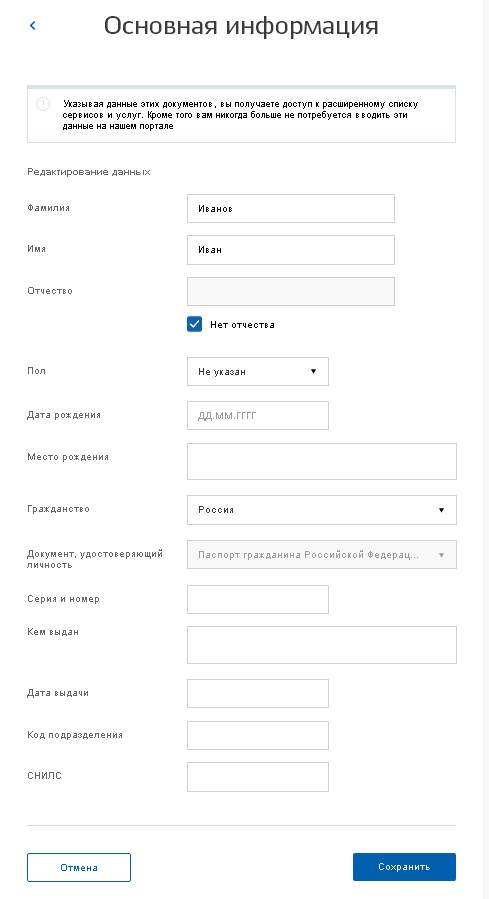 Основная информация
Указывая данные этих документов, вы получаете доступ к расширенному списку
сервисов и услуг. Кроме того вам никогда больше не потребуется вводить эти
данные на нашем портале
Редактирование данных
Фамилия
Иванов
Имя
Иван
Отчество
Нет отчества
Пол
Не указан
Дата рождения
ДД.ММ.ГГГГ
Место рождения
Гражданство
Россия
Документ, удостоверяющий
личность
Паспорт гражданина Российской Федерац...
Серия и номер
Кем выдан
Дата выдачи
Код подразделения
СНИЛС
Отмена
Сохранить